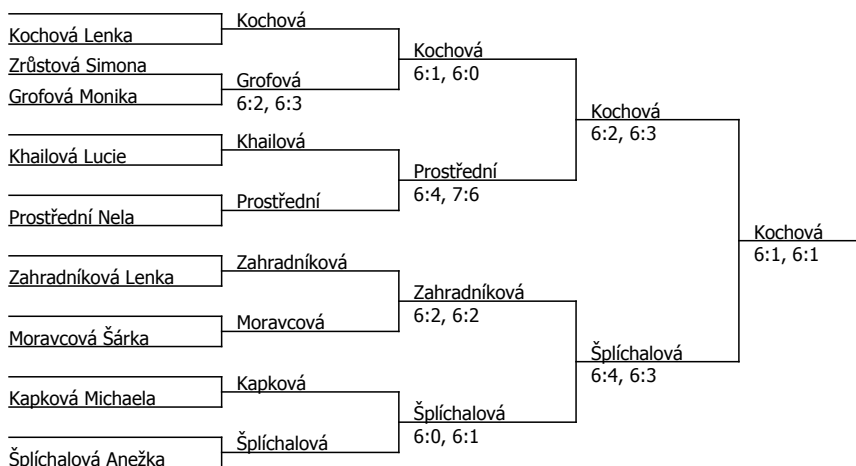 Kochová Lenka
Zrůstová Simona
Grofová Monika
Khailová Lucie
Prostřední Nela
Zahradníková Lenka
Moravcová Šárka
Kapková Michaela
Šplíchalová Anežka
Kochová
Grofová
6:2, 6:3
Khailová
Prostřední
Zahradníková
Moravcová
Kapková
Šplíchalová
Kochová
6:1, 6:0
Prostřední
6:4, 7:6
Zahradníková
6:2, 6:2
Šplíchalová
6:0, 6:1
Kochová
6:2, 6:3
Šplíchalová
6:4, 6:3
Kochová
6:1, 6:1